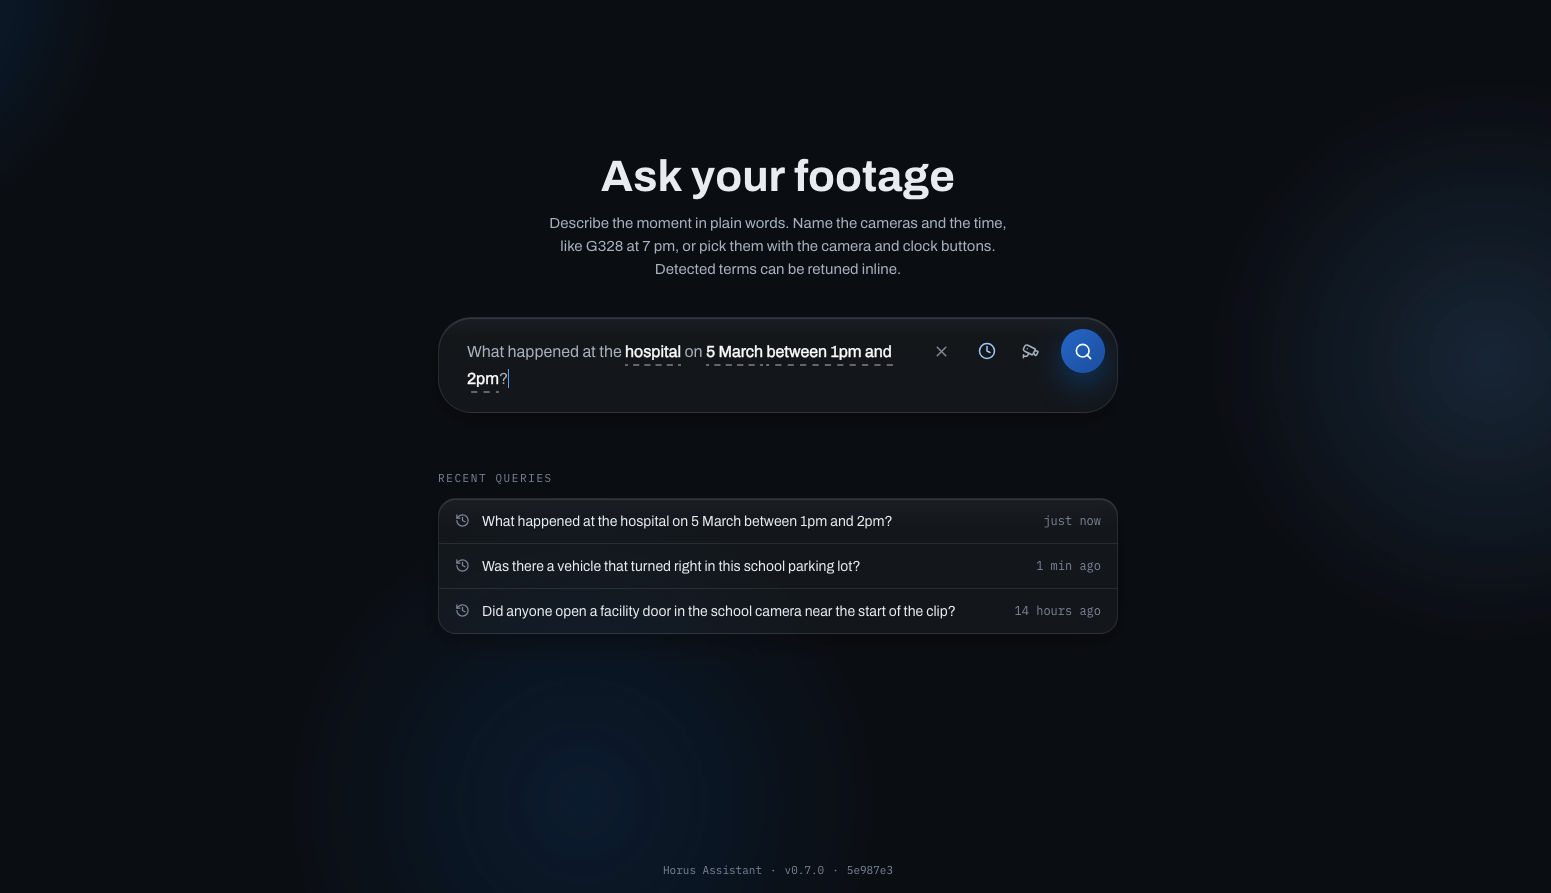 Ask your footage
Describe the moment in plain words. Name the cameras and the time,
like G328 at 7 pm, or pick them with the camera and clock buttons.
Detected terms can be retuned inline.
What happened at the hospital on 5 March between 1pm and
2pm?
RECENT QUERIES
What happened at the hospital on 5 March between 1pm and 2pm? just now
Was there a vehicle that turned right in this school parking lot? 1 min ago
Did anyone open a facility door in the school camera near the start of the clip? 14 hours ago
Horus Assistant · v0.7.0 · 5e987e3